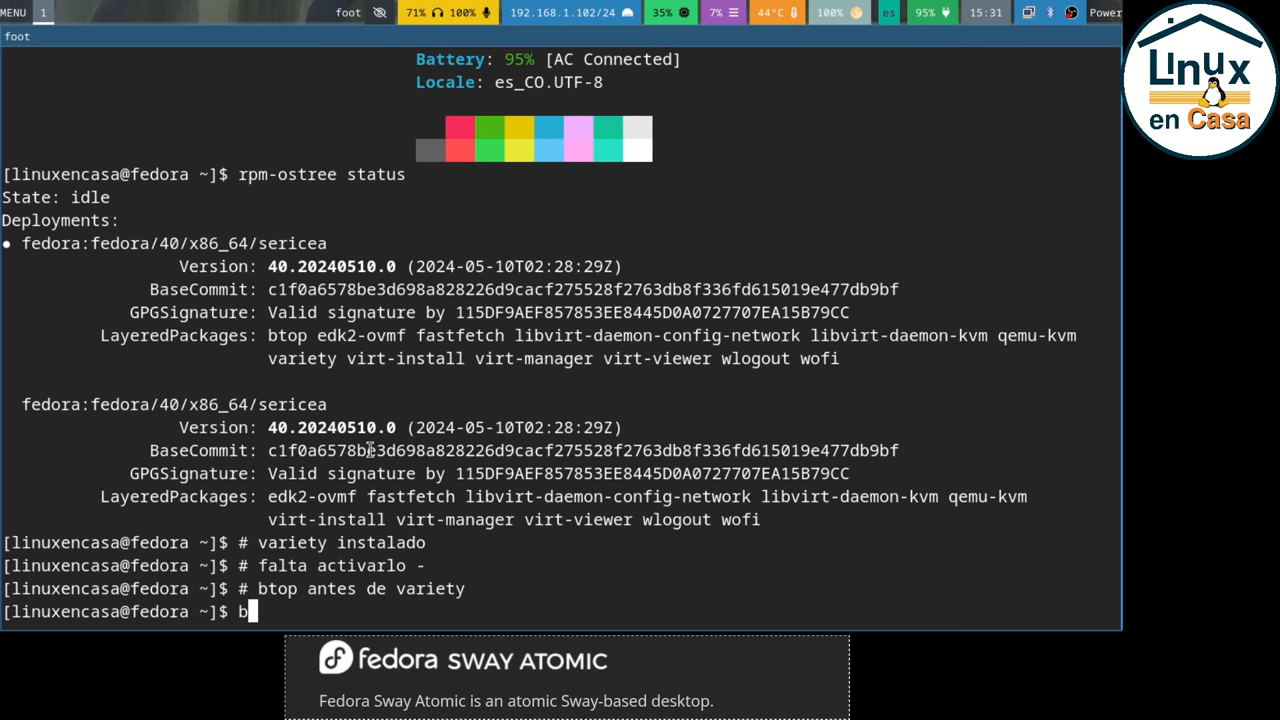 MENU 1 foot 71% 100% 192.168.1.102/24 35% 7% 44°C 100% es 95% 15:31 Power
foot
Linux
en Casa
Battery: 95% [AC Connected]
Locale: es_CO.UTF-8
[linuxencasa@fedora ~]$ rpm-ostree status
State: idle
Deployments:
● fedora:fedora/40/x86_64/sericea
Version: 40.20240510.0 (2024-05-10T02:28:29Z)
BaseCommit: c1f0a6578be3d698a828226d9cacf275528f2763db8f336fd615019e477db9bf
GPGSignature: Valid signature by 115DF9AEF857853EE8445D0A0727707EA15B79CC
LayeredPackages: btop edk2-ovmf fastfetch libvirt-daemon-config-network libvirt-daemon-kvm qemu-kvm
variety virt-install virt-manager virt-viewer wlogout wofi
fedora:fedora/40/x86_64/sericea
Version: 40.20240510.0 (2024-05-10T02:28:29Z)
BaseCommit: c1f0a6578be3d698a828226d9cacf275528f2763db8f336fd615019e477db9bf
GPGSignature: Valid signature by 115DF9AEF857853EE8445D0A0727707EA15B79CC
LayeredPackages: edk2-ovmf fastfetch libvirt-daemon-config-network libvirt-daemon-kvm qemu-kvm
virt-install virt-manager virt-viewer wlogout wofi
[linuxencasa@fedora ~]$ # variety instalado
[linuxencasa@fedora ~]$ # falta activarlo -
[linuxencasa@fedora ~]$ # btop antes de variety
[linuxencasa@fedora ~]$ b
fedora SWAY ATOMIC
Fedora Sway Atomic is an atomic Sway-based desktop.